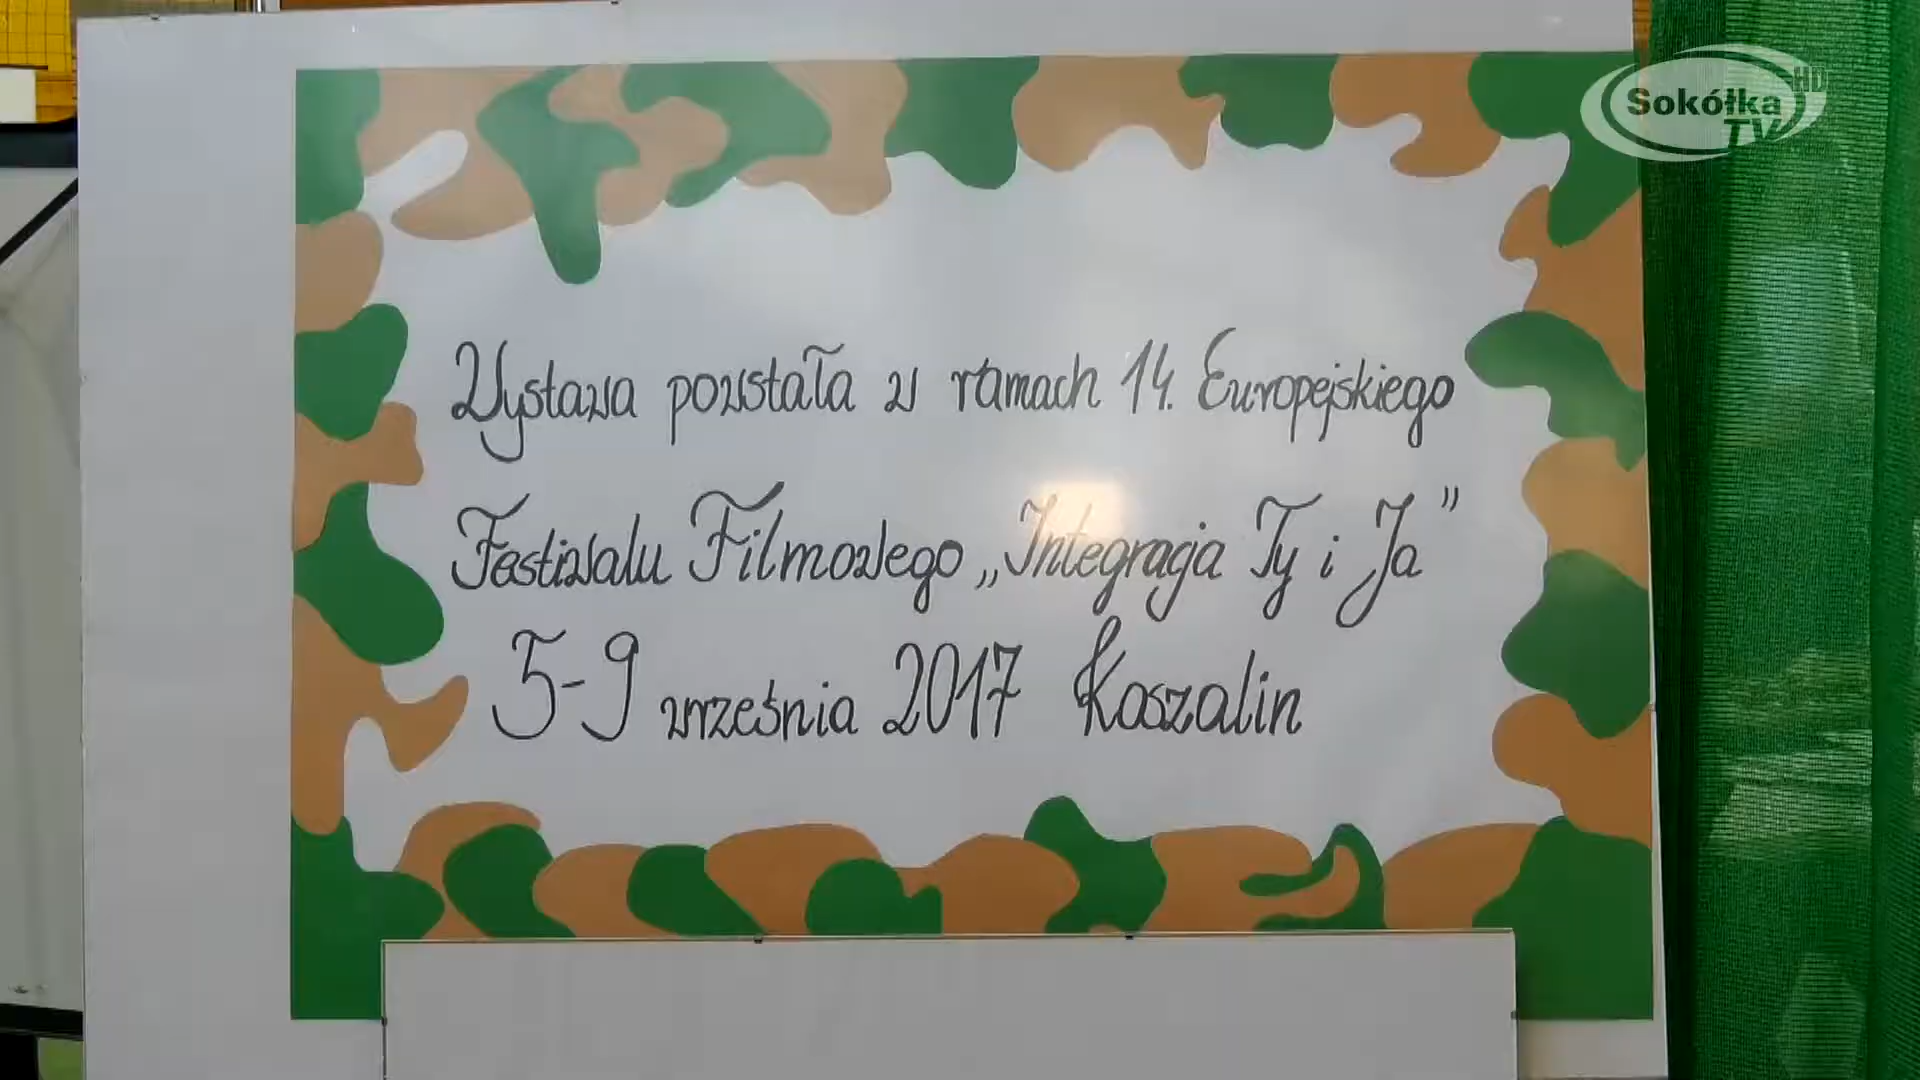 Sokółka HD
TV
Wystawa powstała w ramach 14. Europejskiego
Festiwalu Filmowego „Integracja Ty i Ja”
5-9 września 2017 Koszalin